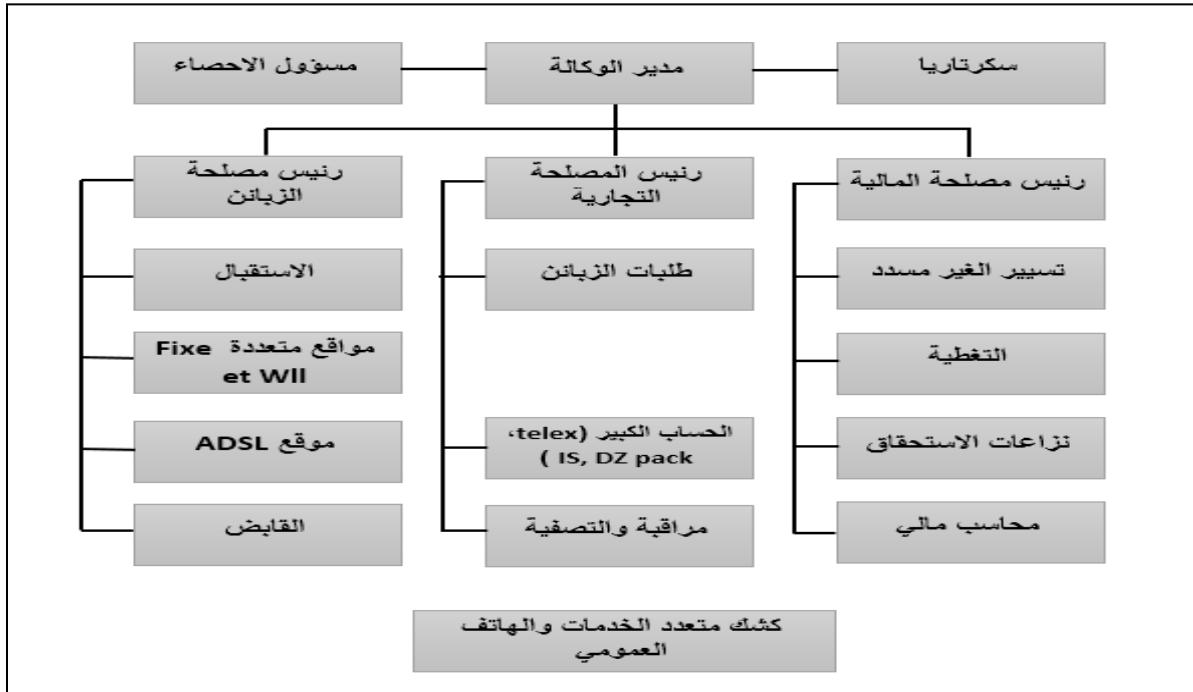 سكرتاريا
مدير الوكالة
مسؤول الاحصاء
رئيس مصلحة المالية
رئيس المصلحة
التجارية
رئيس مصلحة
الزبائن
تسيير الغير مسدد
طلبات الزبائن
الاستقبال
التغطية
مواقع متعددة Fixe
et Wll
نزاعات الاستحقاق
الحساب الكبير (telex،
IS, DZ pack )
موقع ADSL
محاسب مالي
مراقبة والتصفية
القابض
كشك متعدد الخدمات والهاتف
العمومي